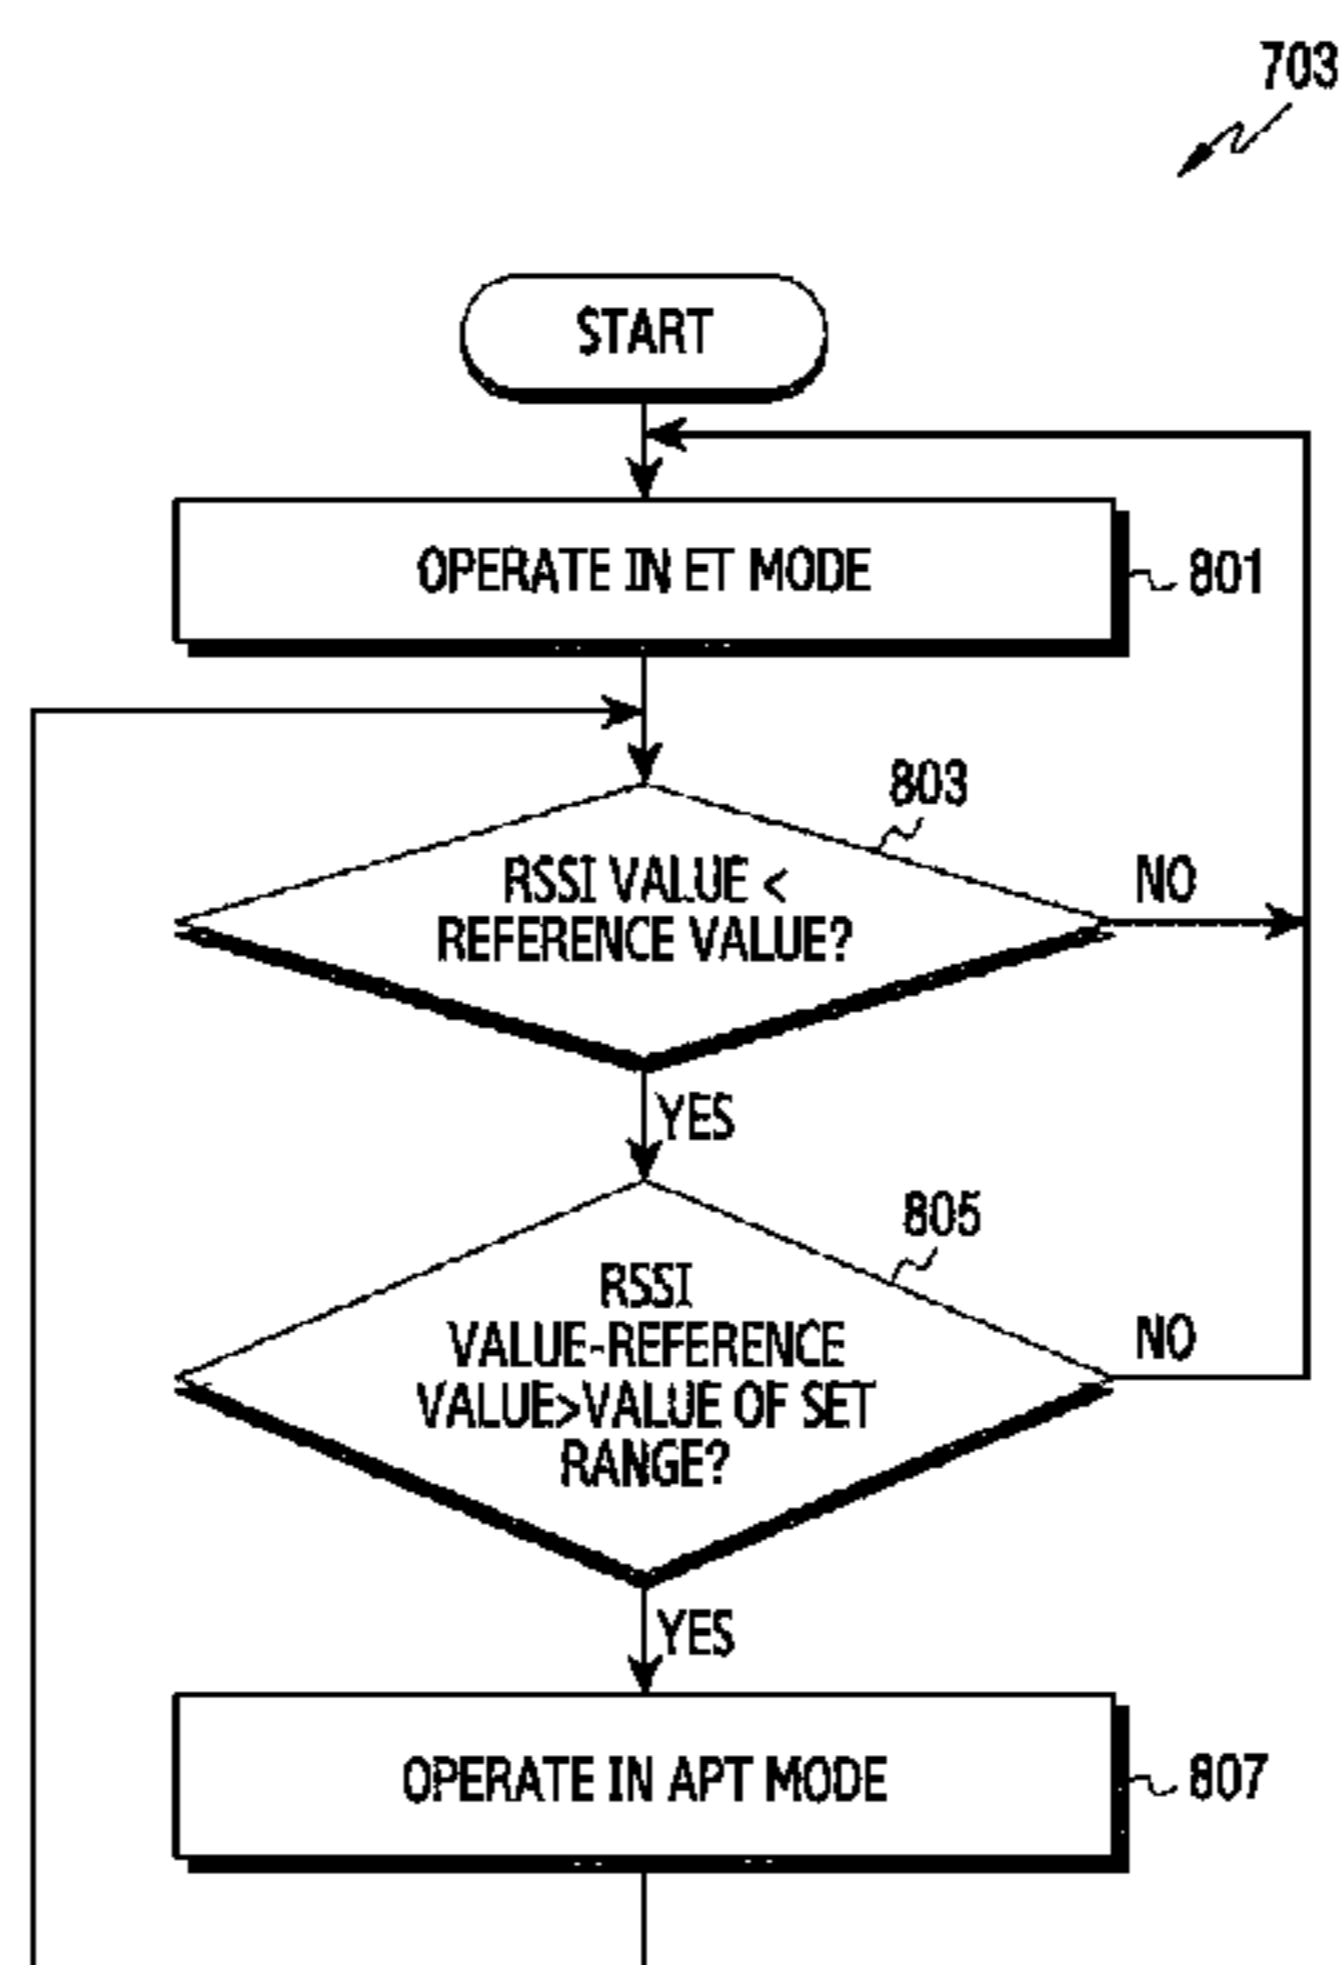 703
START
OPERATE IN ET MODE
801
803
RSSI VALUE <
REFERENCE VALUE?
NO
YES
805
RSSI
VALUE-REFERENCE
VALUE>VALUE OF SET
RANGE?
NO
YES
OPERATE IN APT MODE
807